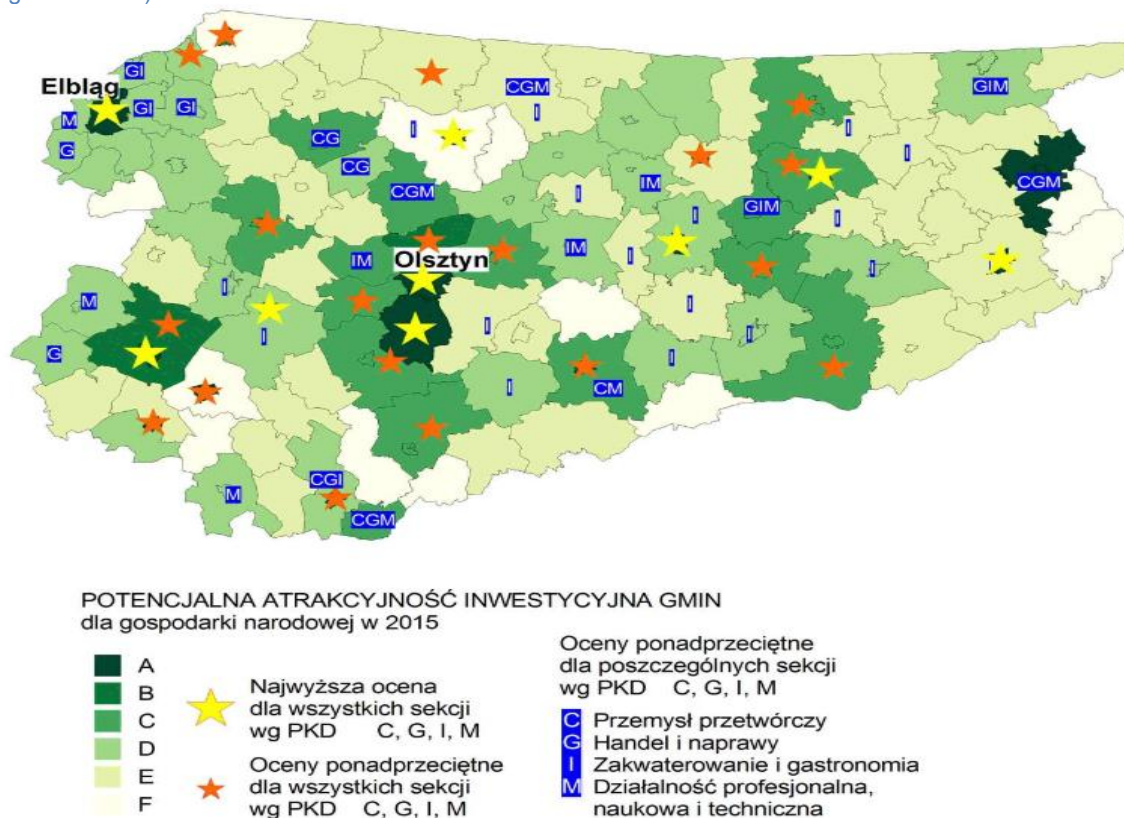 GI
Elbląg
CGM
GIM
GI
GI
I
M
I
I
CG
G
I
CG
CGM
IM
CGM
I
GIM
I
I
IM
I
Olsztyn
IM
I
I
M
I
I
I
I
G
I
I
CM
CGI
M
CGM
POTENCJALNA ATRAKCYJNOŚĆ INWESTYCYJNA GMIN
dla gospodarki narodowej w 2015
A
B
C
D
E
F
Najwyższa ocena
dla wszystkich sekcji
wg PKD C, G, I, M
Oceny ponadprzeciętne
dla wszystkich sekcji
wg PKD C, G, I, M
Oceny ponadprzeciętne
dla poszczególnych sekcji
wg PKD C, G, I, M
C Przemysł przetwórczy
G Handel i naprawy
I Zakwaterowanie i gastronomia
M Działalność profesjonalna,
naukowa i techniczna